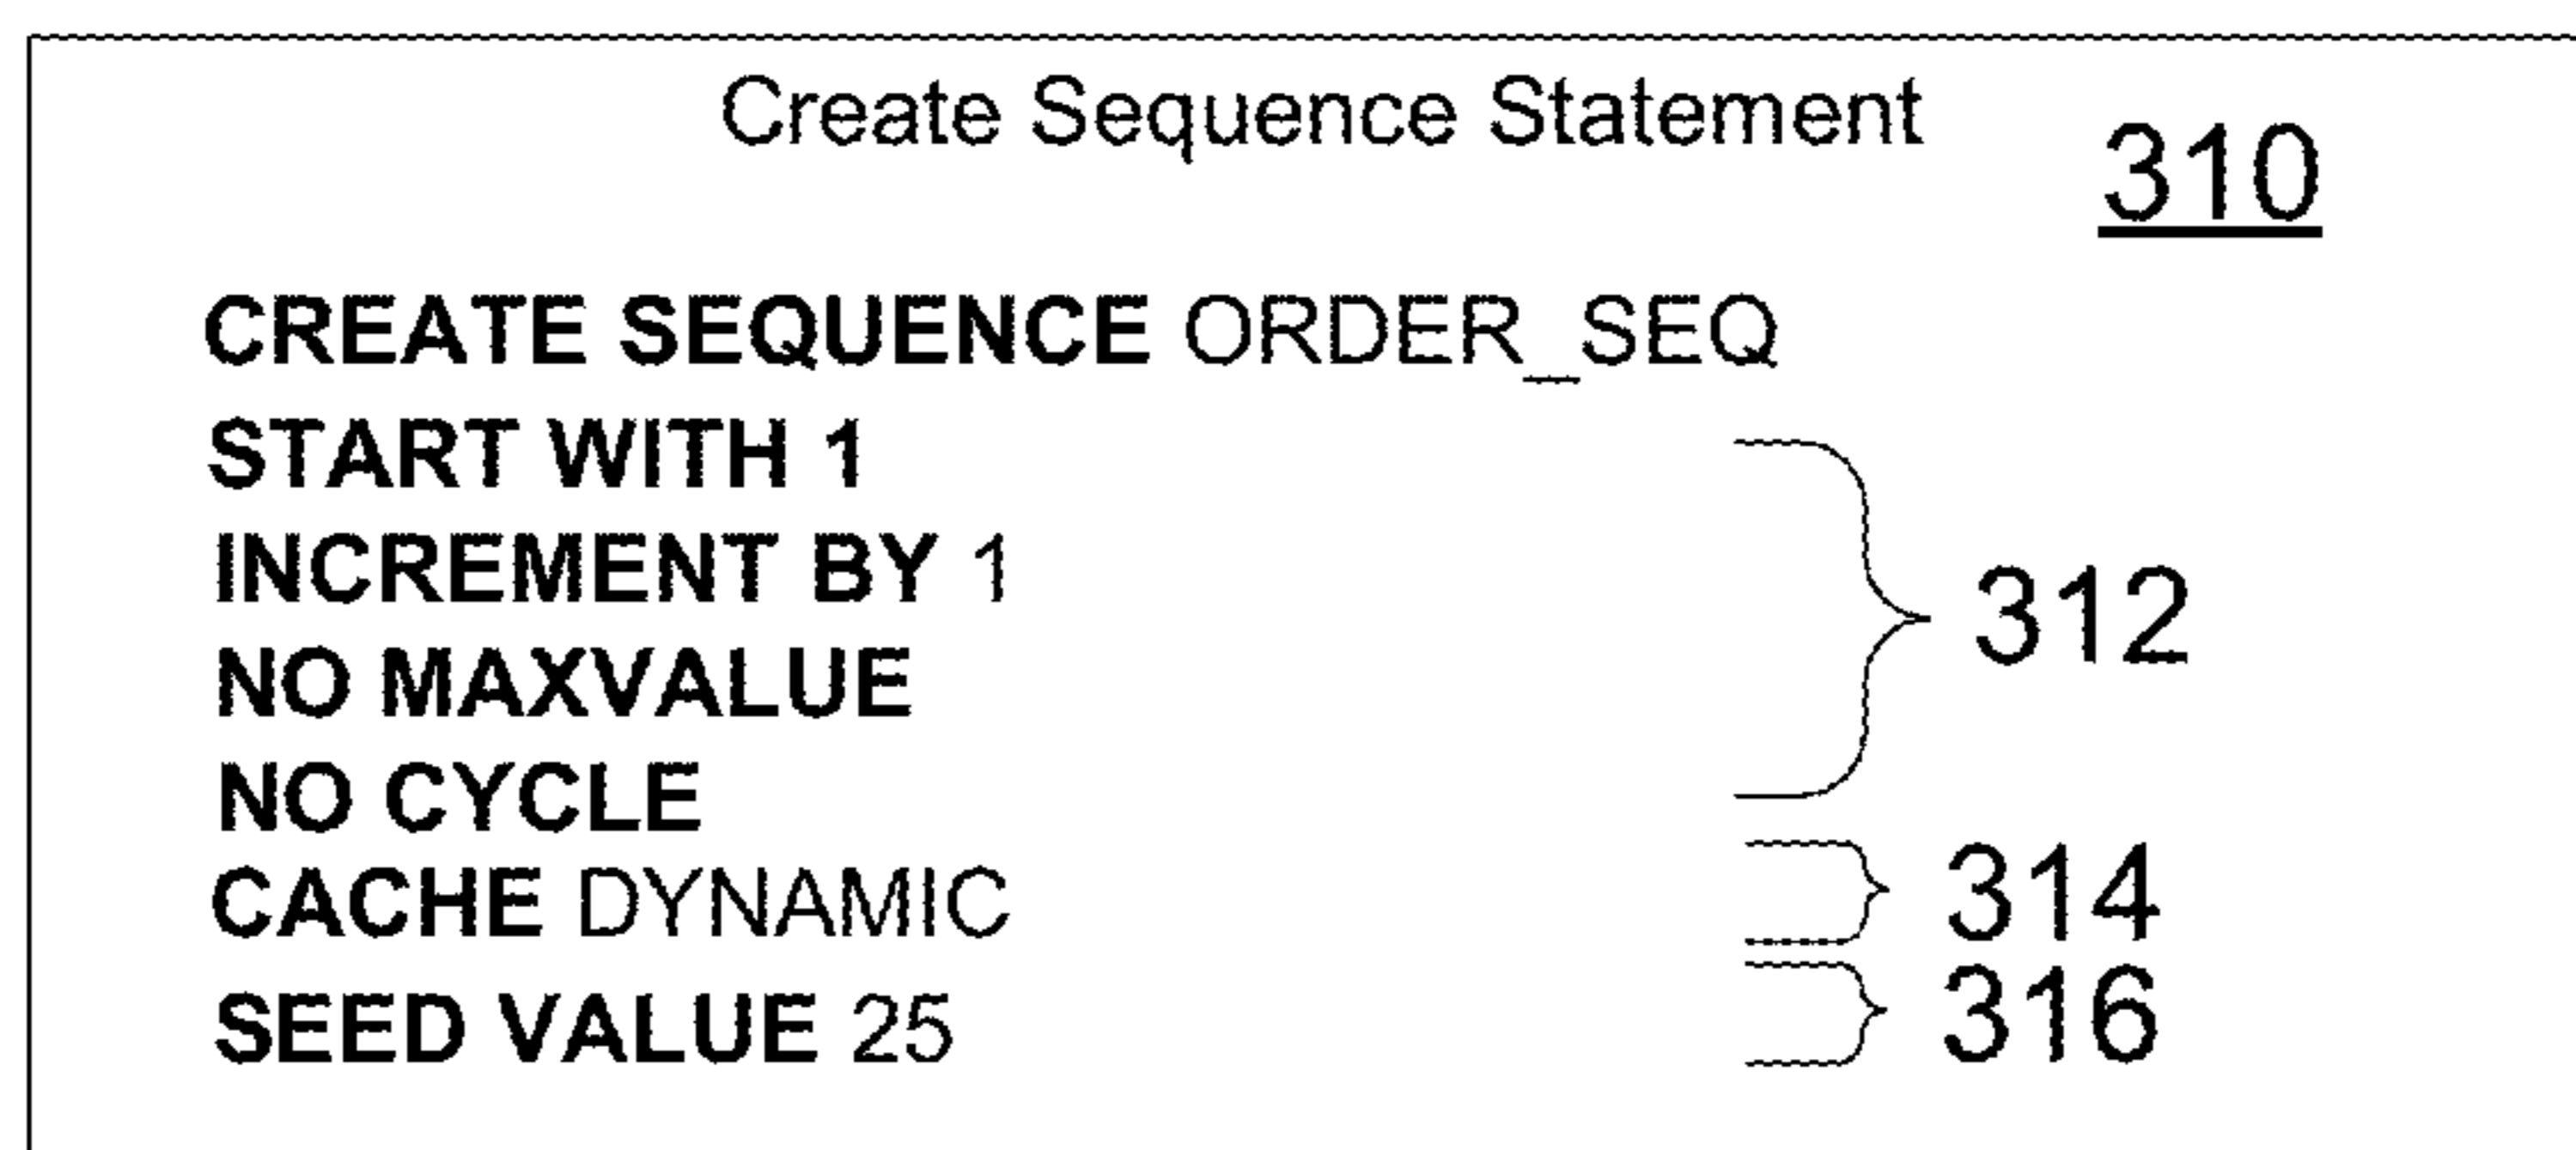 Create Sequence Statement
310
CREATE SEQUENCE ORDER_SEQ
START WITH 1
INCREMENT BY 1
NO MAXVALUE
NO CYCLE
312
CACHE DYNAMIC
314
SEED VALUE 25
316